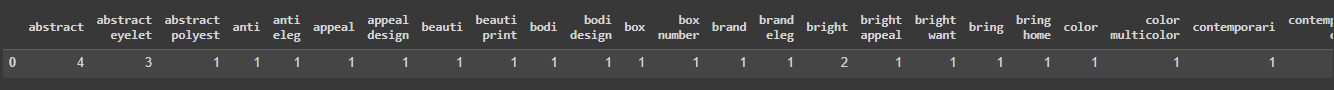 abstract abstract eyelet abstract polyest anti anti eleg appeal appeal design beauti beauti print bodi bodi design box box number brand brand eleg bright bright appeal bright want bring bring home color color multicolor contemporari
0 4 3 1 1 1 1 1 1 1 1 1 1 1 1 1 2 1 1 1 1 1 1 1